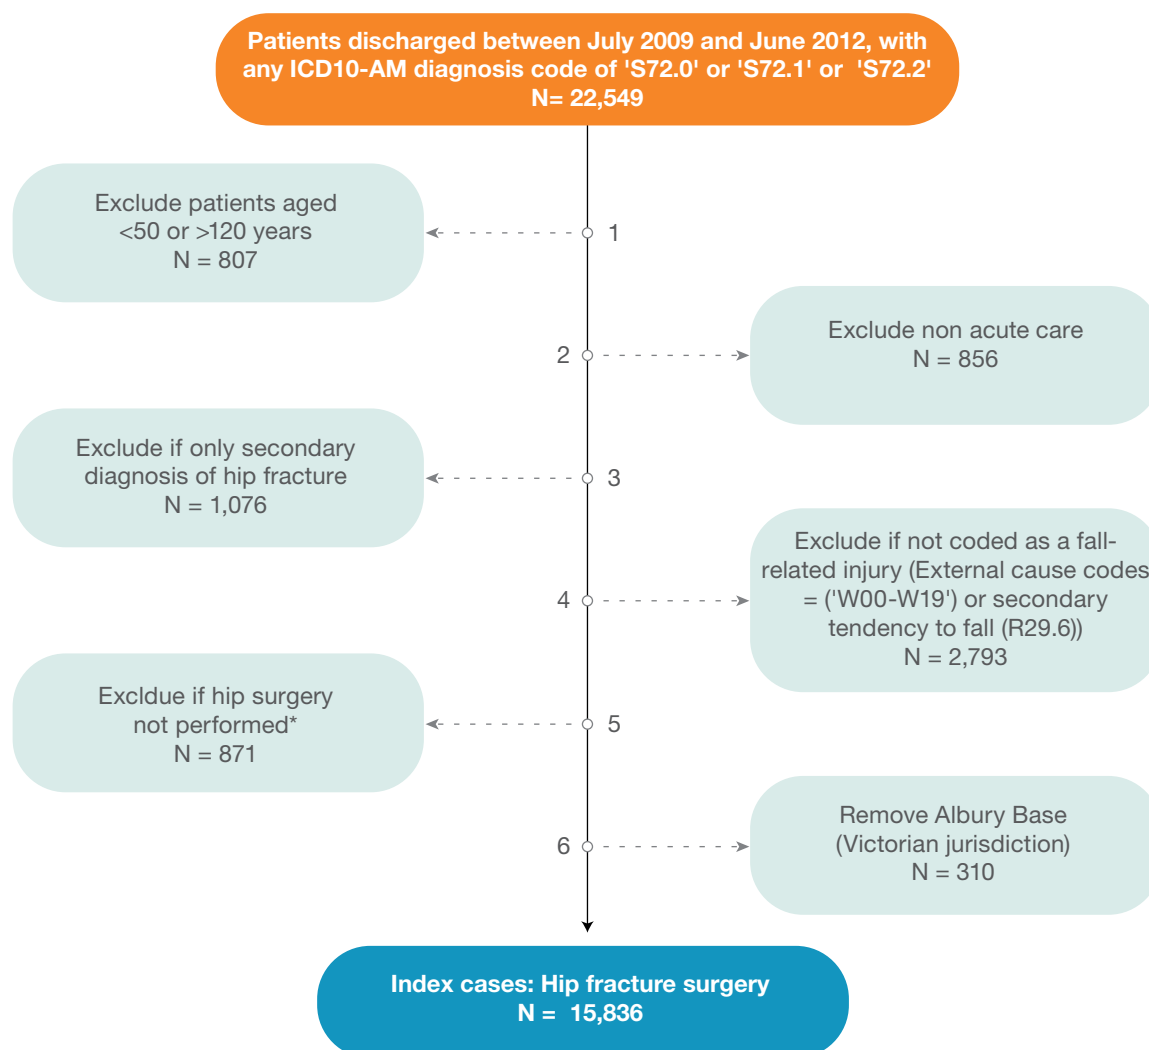 Patients discharged between July 2009 and June 2012, with
any ICD10-AM diagnosis code of 'S72.0' or 'S72.1' or  'S72.2'
N= 22,549
Exclude patients aged
<50 or >120 years
N = 807
1
2
Exclude non acute care
N = 856
Exclude if only secondary
diagnosis of hip fracture
N = 1,076
3
4
Exclude if not coded as a fall-
related injury (External cause codes
= ('W00-W19') or secondary
tendency to fall (R29.6))
N = 2,793
Excldue if hip surgery
not performed*
N = 871
5
6
Remove Albury Base
(Victorian jurisdiction)
N = 310
Index cases: Hip fracture surgery
N =  15,836